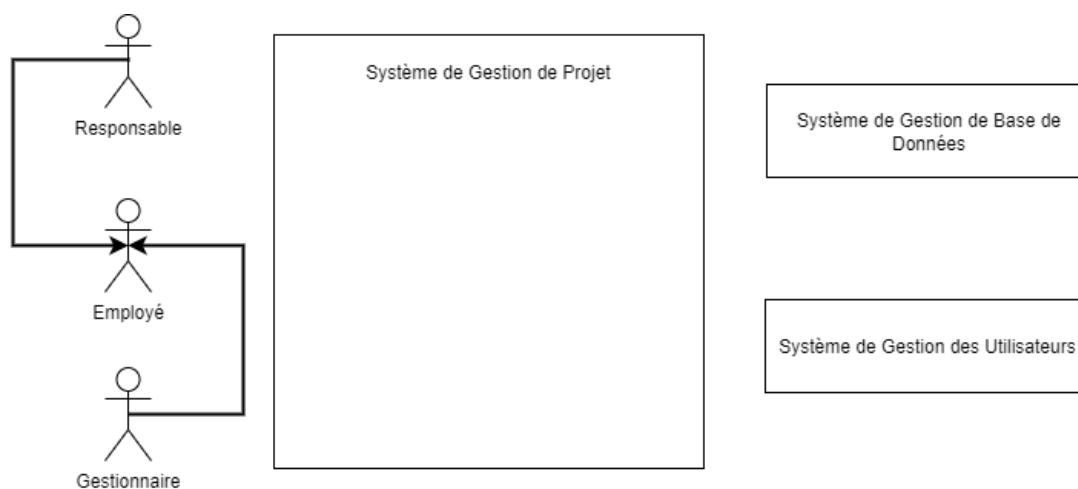 Système de Gestion de Projet
Responsable
Système de Gestion de Base de
Données
Employé
Système de Gestion des Utilisateurs
Gestionnaire